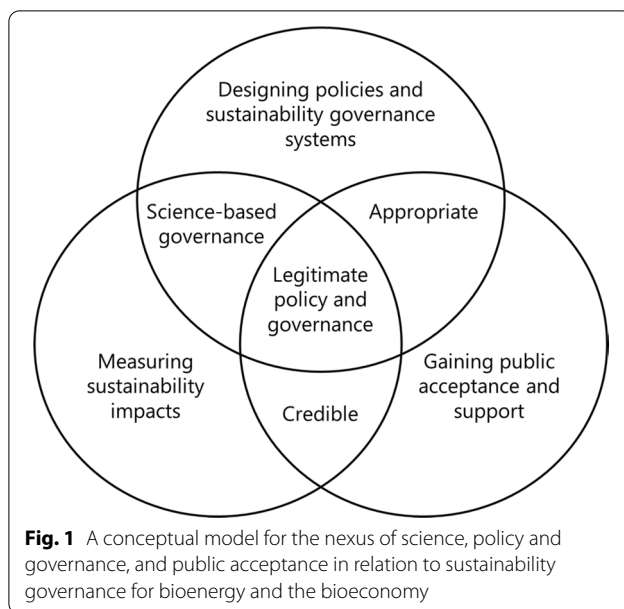 Designing policies and
sustainability governance
systems
Science-based
governance
Appropriate
Legitimate
policy and
governance
Measuring
sustainability
impacts
Gaining public
acceptance and
support
Credible
Fig. 1 A conceptual model for the nexus of science, policy and
governance, and public acceptance in relation to sustainability
governance for bioenergy and the bioeconomy